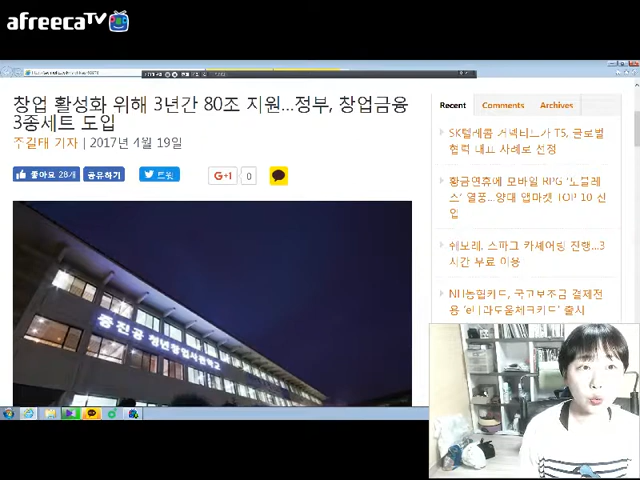 afreecaTV
창업 활성화 위해 3년간 80조 지원...정부, 창업금융
3종세트 도입
주길태 기자 | 2017년 4월 19일
좋아요 28개
공유하기
트윗
G+1
0
Recent
Comments
Archives
SK텔레콤 커넥티드카 T5, 글로벌
협력 대표 사례로 선정
황금연휴에 모바일 RPG '노블레
스' 열풍...양대 앱마켓 TOP 10 진
입
쉐보레, 스파크 카셰어링 진행...3
시간 무료 이용
NH농협카드, 국고보조금 결제전
용 'e나라도움체크카드' 출시
중진공 청년창업사관학교